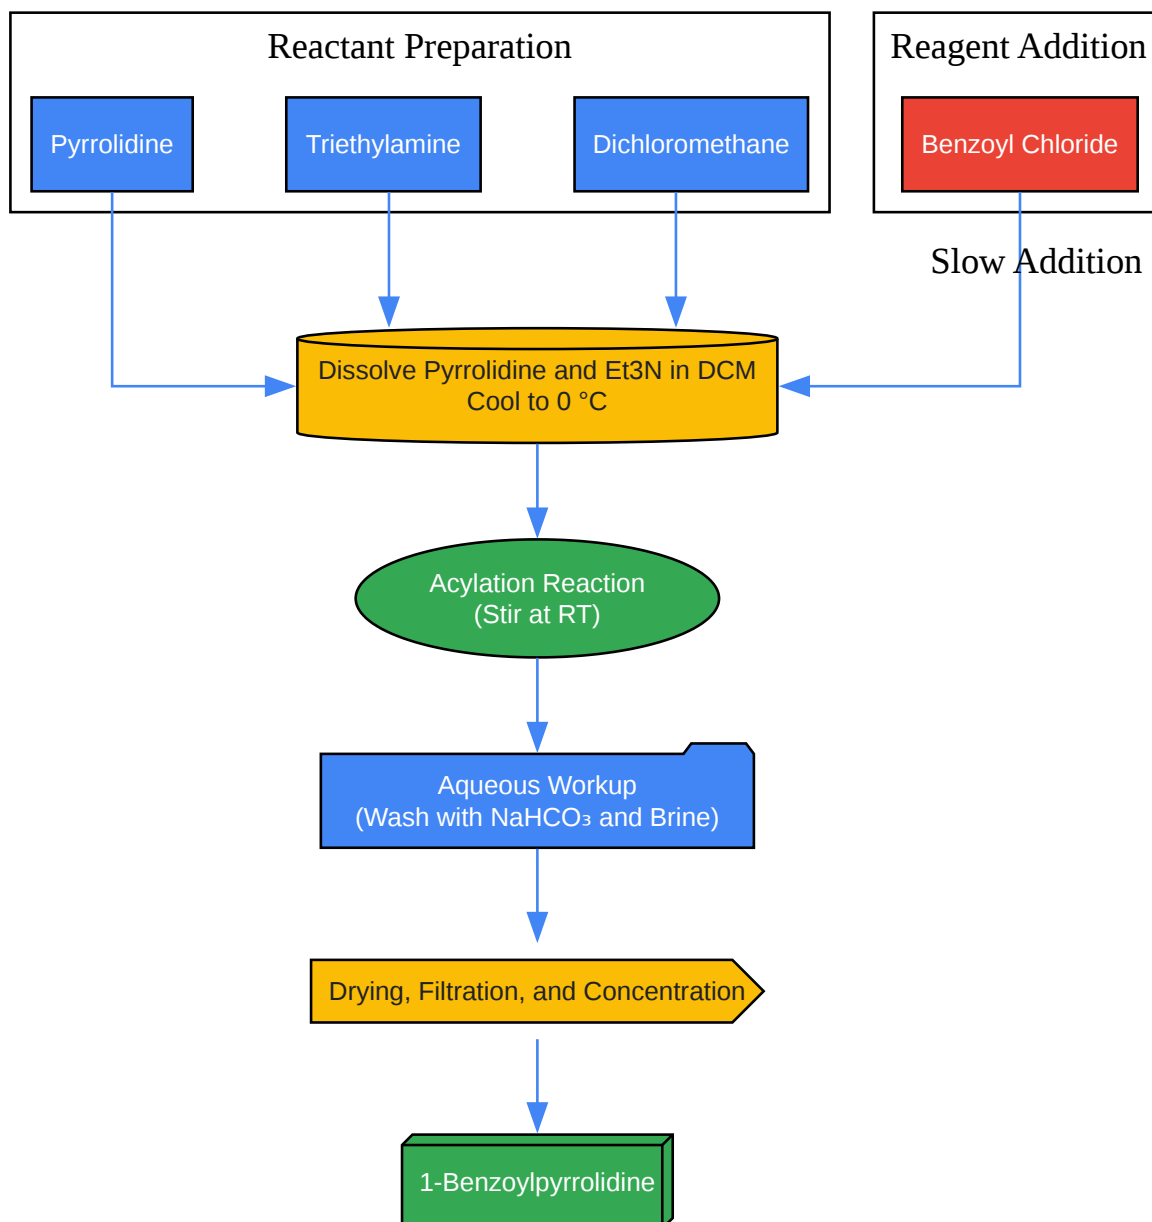 Reactant Preparation
Reagent Addition
Pyrrolidine
Triethylamine
Dichloromethane
Benzoyl Chloride
Slow Addition
Dissolve Pyrrolidine and Et3N in DCM
Cool to 0 °C
Acylation Reaction
(Stir at RT)
Aqueous Workup
(Wash with NaHCO₃ and Brine)
Drying, Filtration, and Concentration
1-Benzoylpyrrolidine